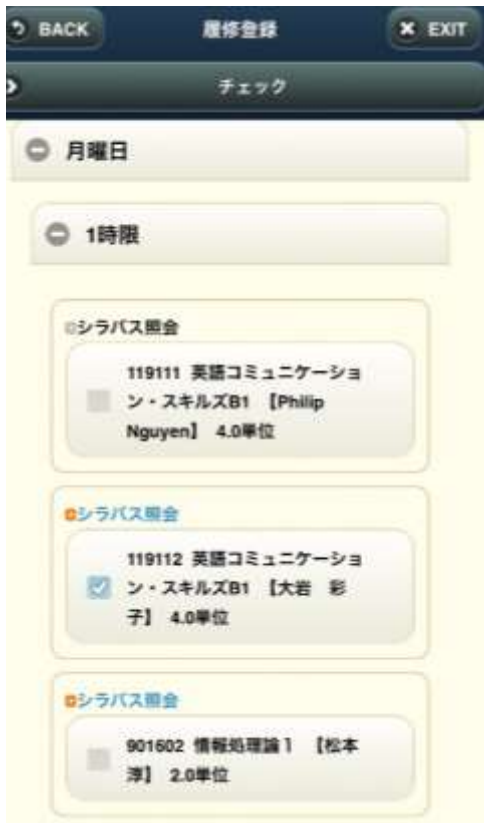 BACK 履修登録 EXIT
チェック
月曜日
1時限
シラバス照会
119111 英語コミュニケーショ
ン・スキルズB1 【Philip
Nguyen】 4.0単位
シラバス照会
119112 英語コミュニケーショ
ン・スキルズB1 【大岩 彩
子】 4.0単位
シラバス照会
901602 情報処理論1 【松本
淳】 2.0単位